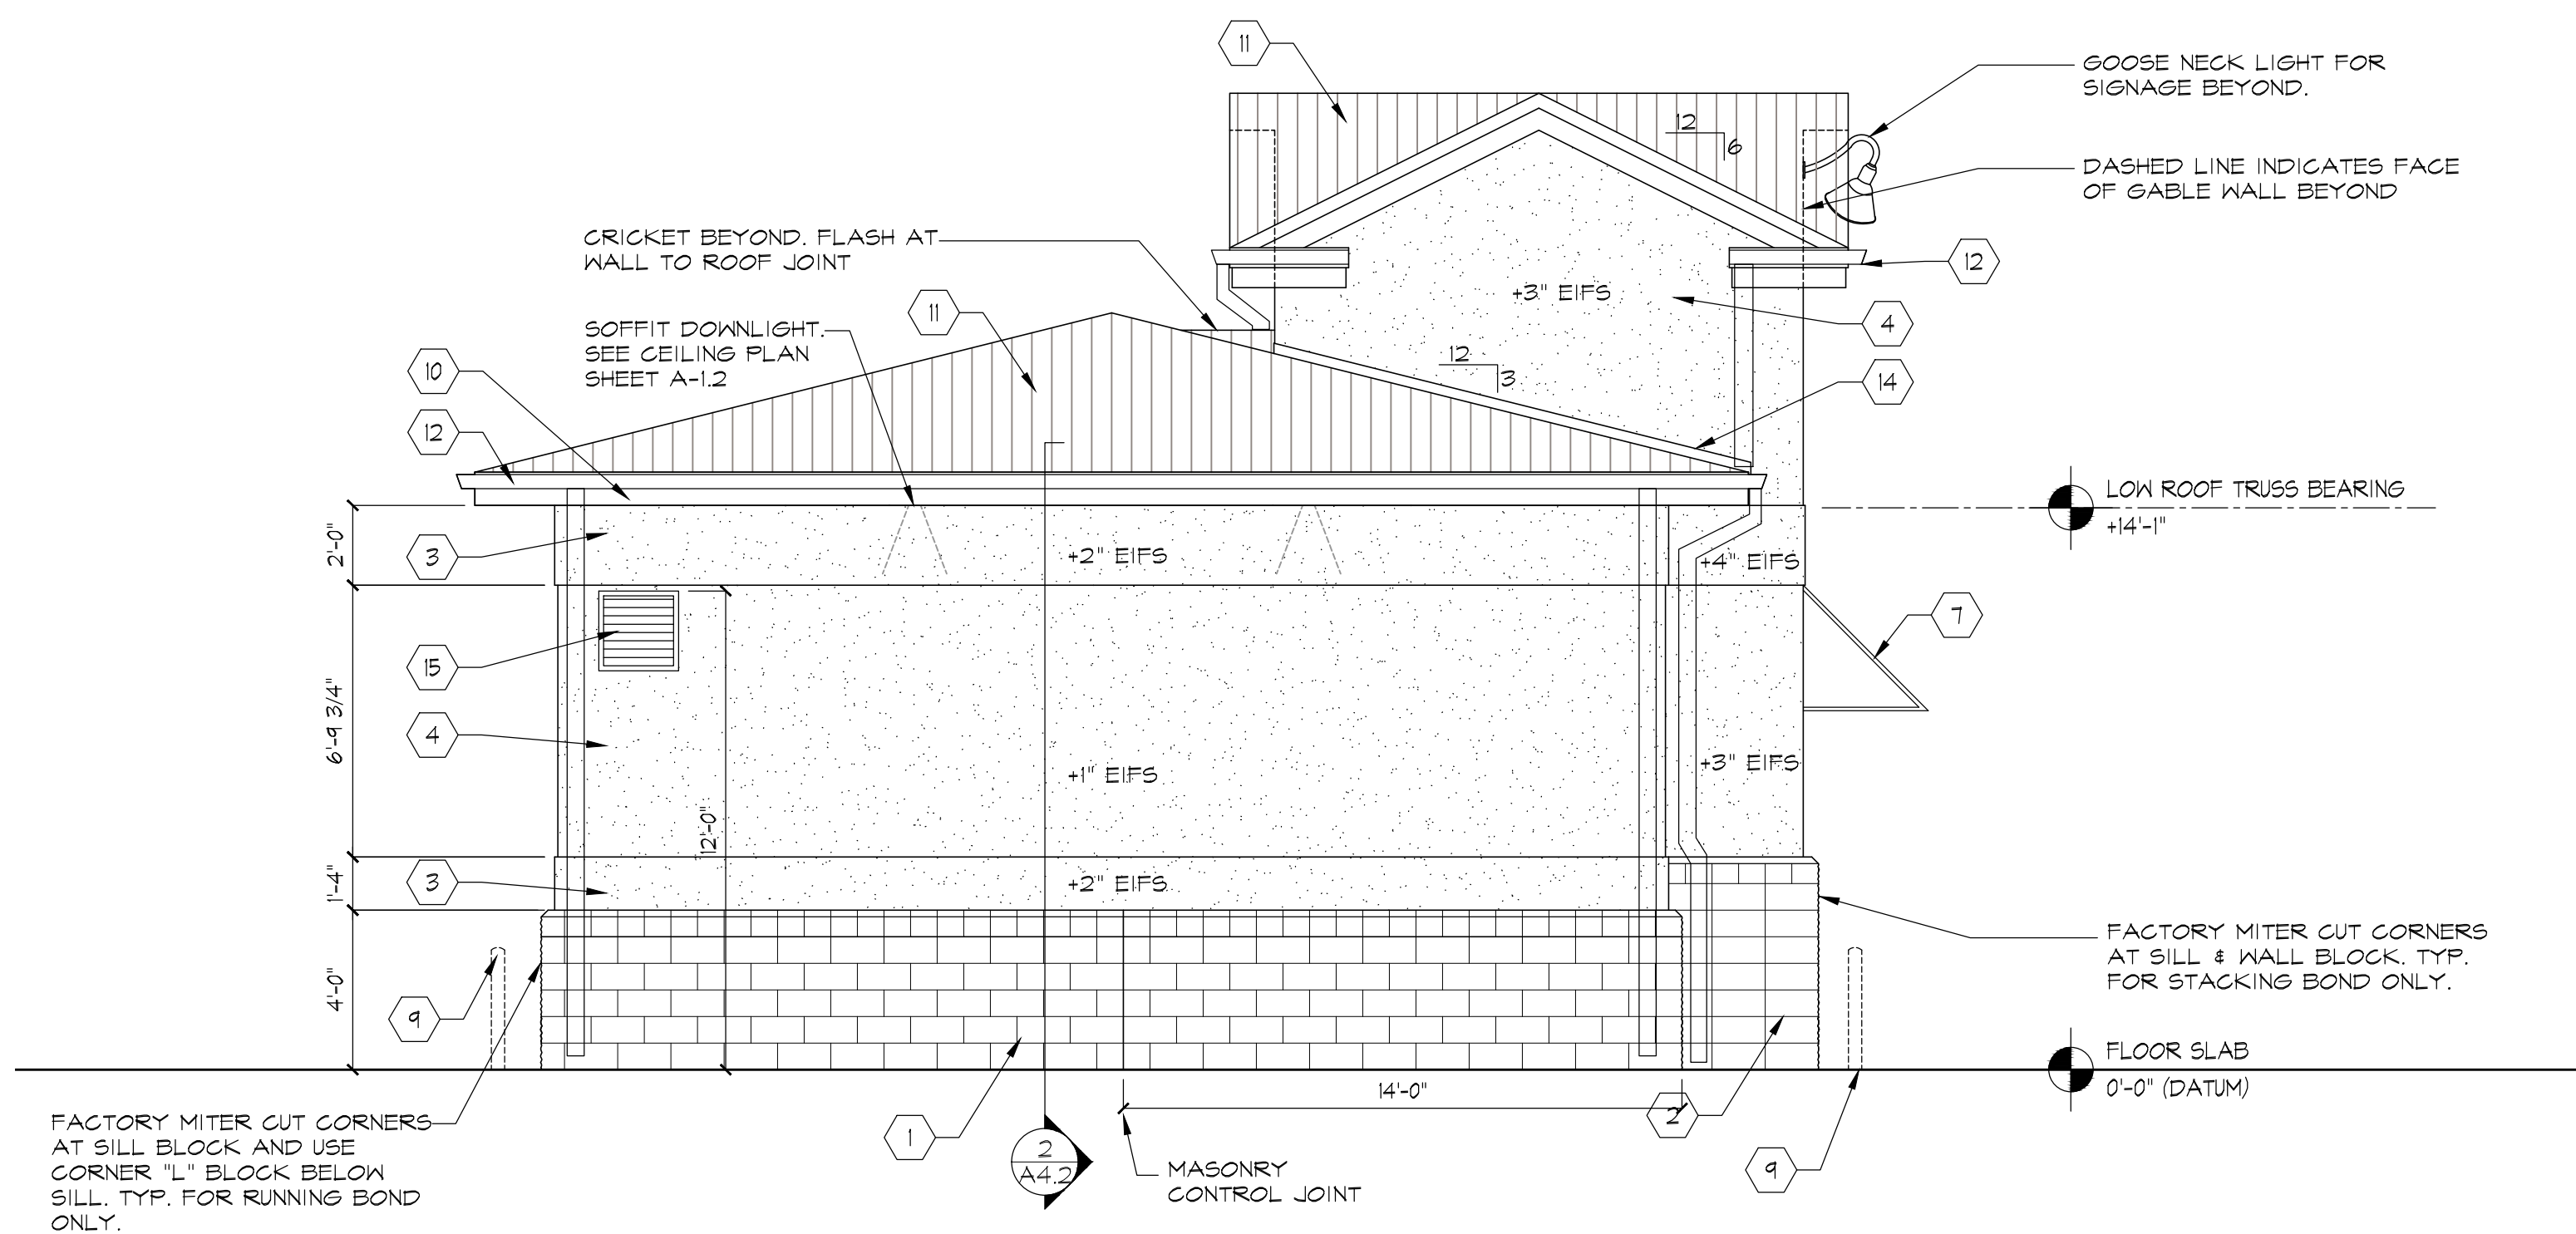 11
GOOSE NECK LIGHT FOR
SIGNAGE BEYOND.
12
6
DASHED LINE INDICATES FACE
OF GABLE WALL BEYOND
CRICKET BEYOND. FLASH AT
WALL TO ROOF JOINT
12
+3" EIFS
11
4
SOFFIT DOWNLIGHT.
SEE CEILING PLAN
SHEET A-1.2
12
3
10
14
12
LOW ROOF TRUSS BEARING
+14'-1"
2'-0"
3
+2" EIFS
+4" EIFS
7
15
6'-9 3/4"
4
+1" EIFS
+3" EIFS
12'-0"
1'-4"
3
+2" EIFS
FACTORY MITER CUT CORNERS
AT SILL & WALL BLOCK. TYP.
FOR STACKING BOND ONLY.
4'-0"
9
FLOOR SLAB
0'-0" (DATUM)
14'-0"
FACTORY MITER CUT CORNERS
AT SILL BLOCK AND USE
CORNER "L" BLOCK BELOW
SILL. TYP. FOR RUNNING BOND
ONLY.
1
2
A4.2
2
MASONRY
CONTROL JOINT
9